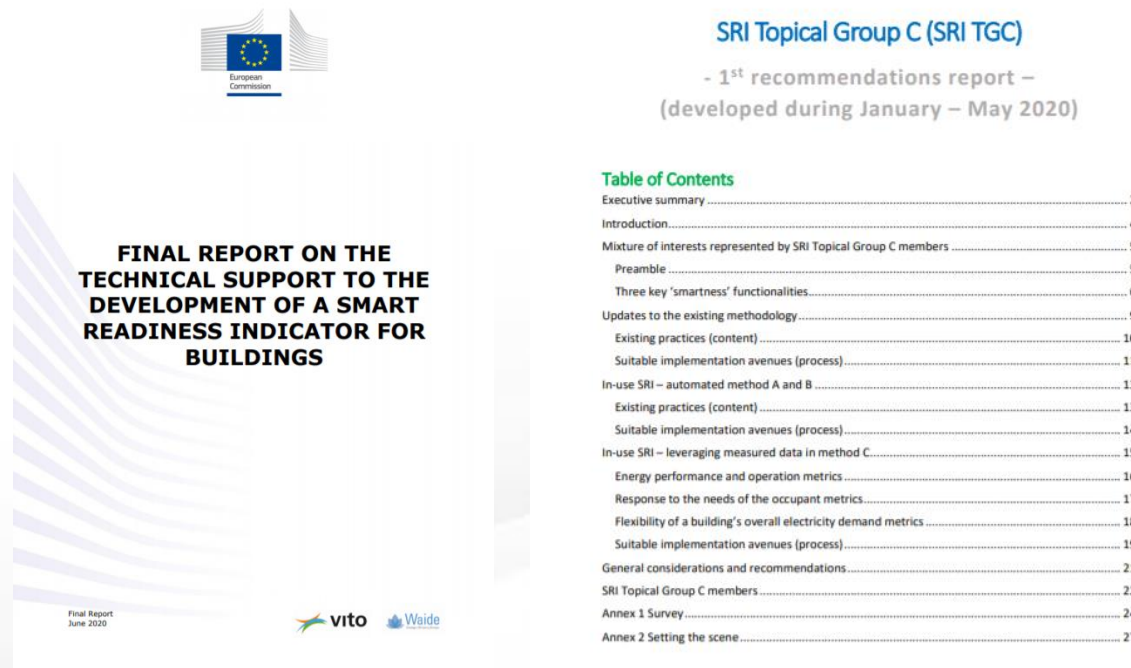 European
Commission
FINAL REPORT ON THE
TECHNICAL SUPPORT TO THE
DEVELOPMENT OF A SMART
READINESS INDICATOR FOR
BUILDINGS
Final Report
June 2020
vito
Waide
SRI Topical Group C (SRI TGC)
- 1st recommendations report –
(developed during January – May 2020)
Table of Contents
Executive summary
Introduction
Mixture of interests represented by SRI Topical Group C members
Preamble
Three key 'smartness' functionalities
Updates to the existing methodology
Existing practices (content)
Suitable implementation avenues (process)
In-use SRI – automated method A and B
Existing practices (content)
Suitable implementation avenues (process)
In-use SRI – leveraging measured data in method C
Energy performance and operation metrics
Response to the needs of the occupant metrics
Flexibility of a building's overall electricity demand metrics
Suitable implementation avenues (process)
General considerations and recommendations
SRI Topical Group C members
Annex 1 Survey
Annex 2 Setting the scene